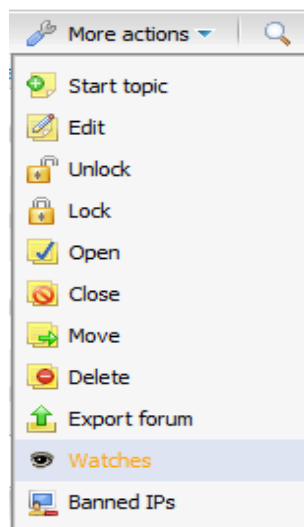 More actions
Start topic
Edit
Unlock
Lock
Open
Close
Move
Delete
Export forum
Watches
Banned IPs